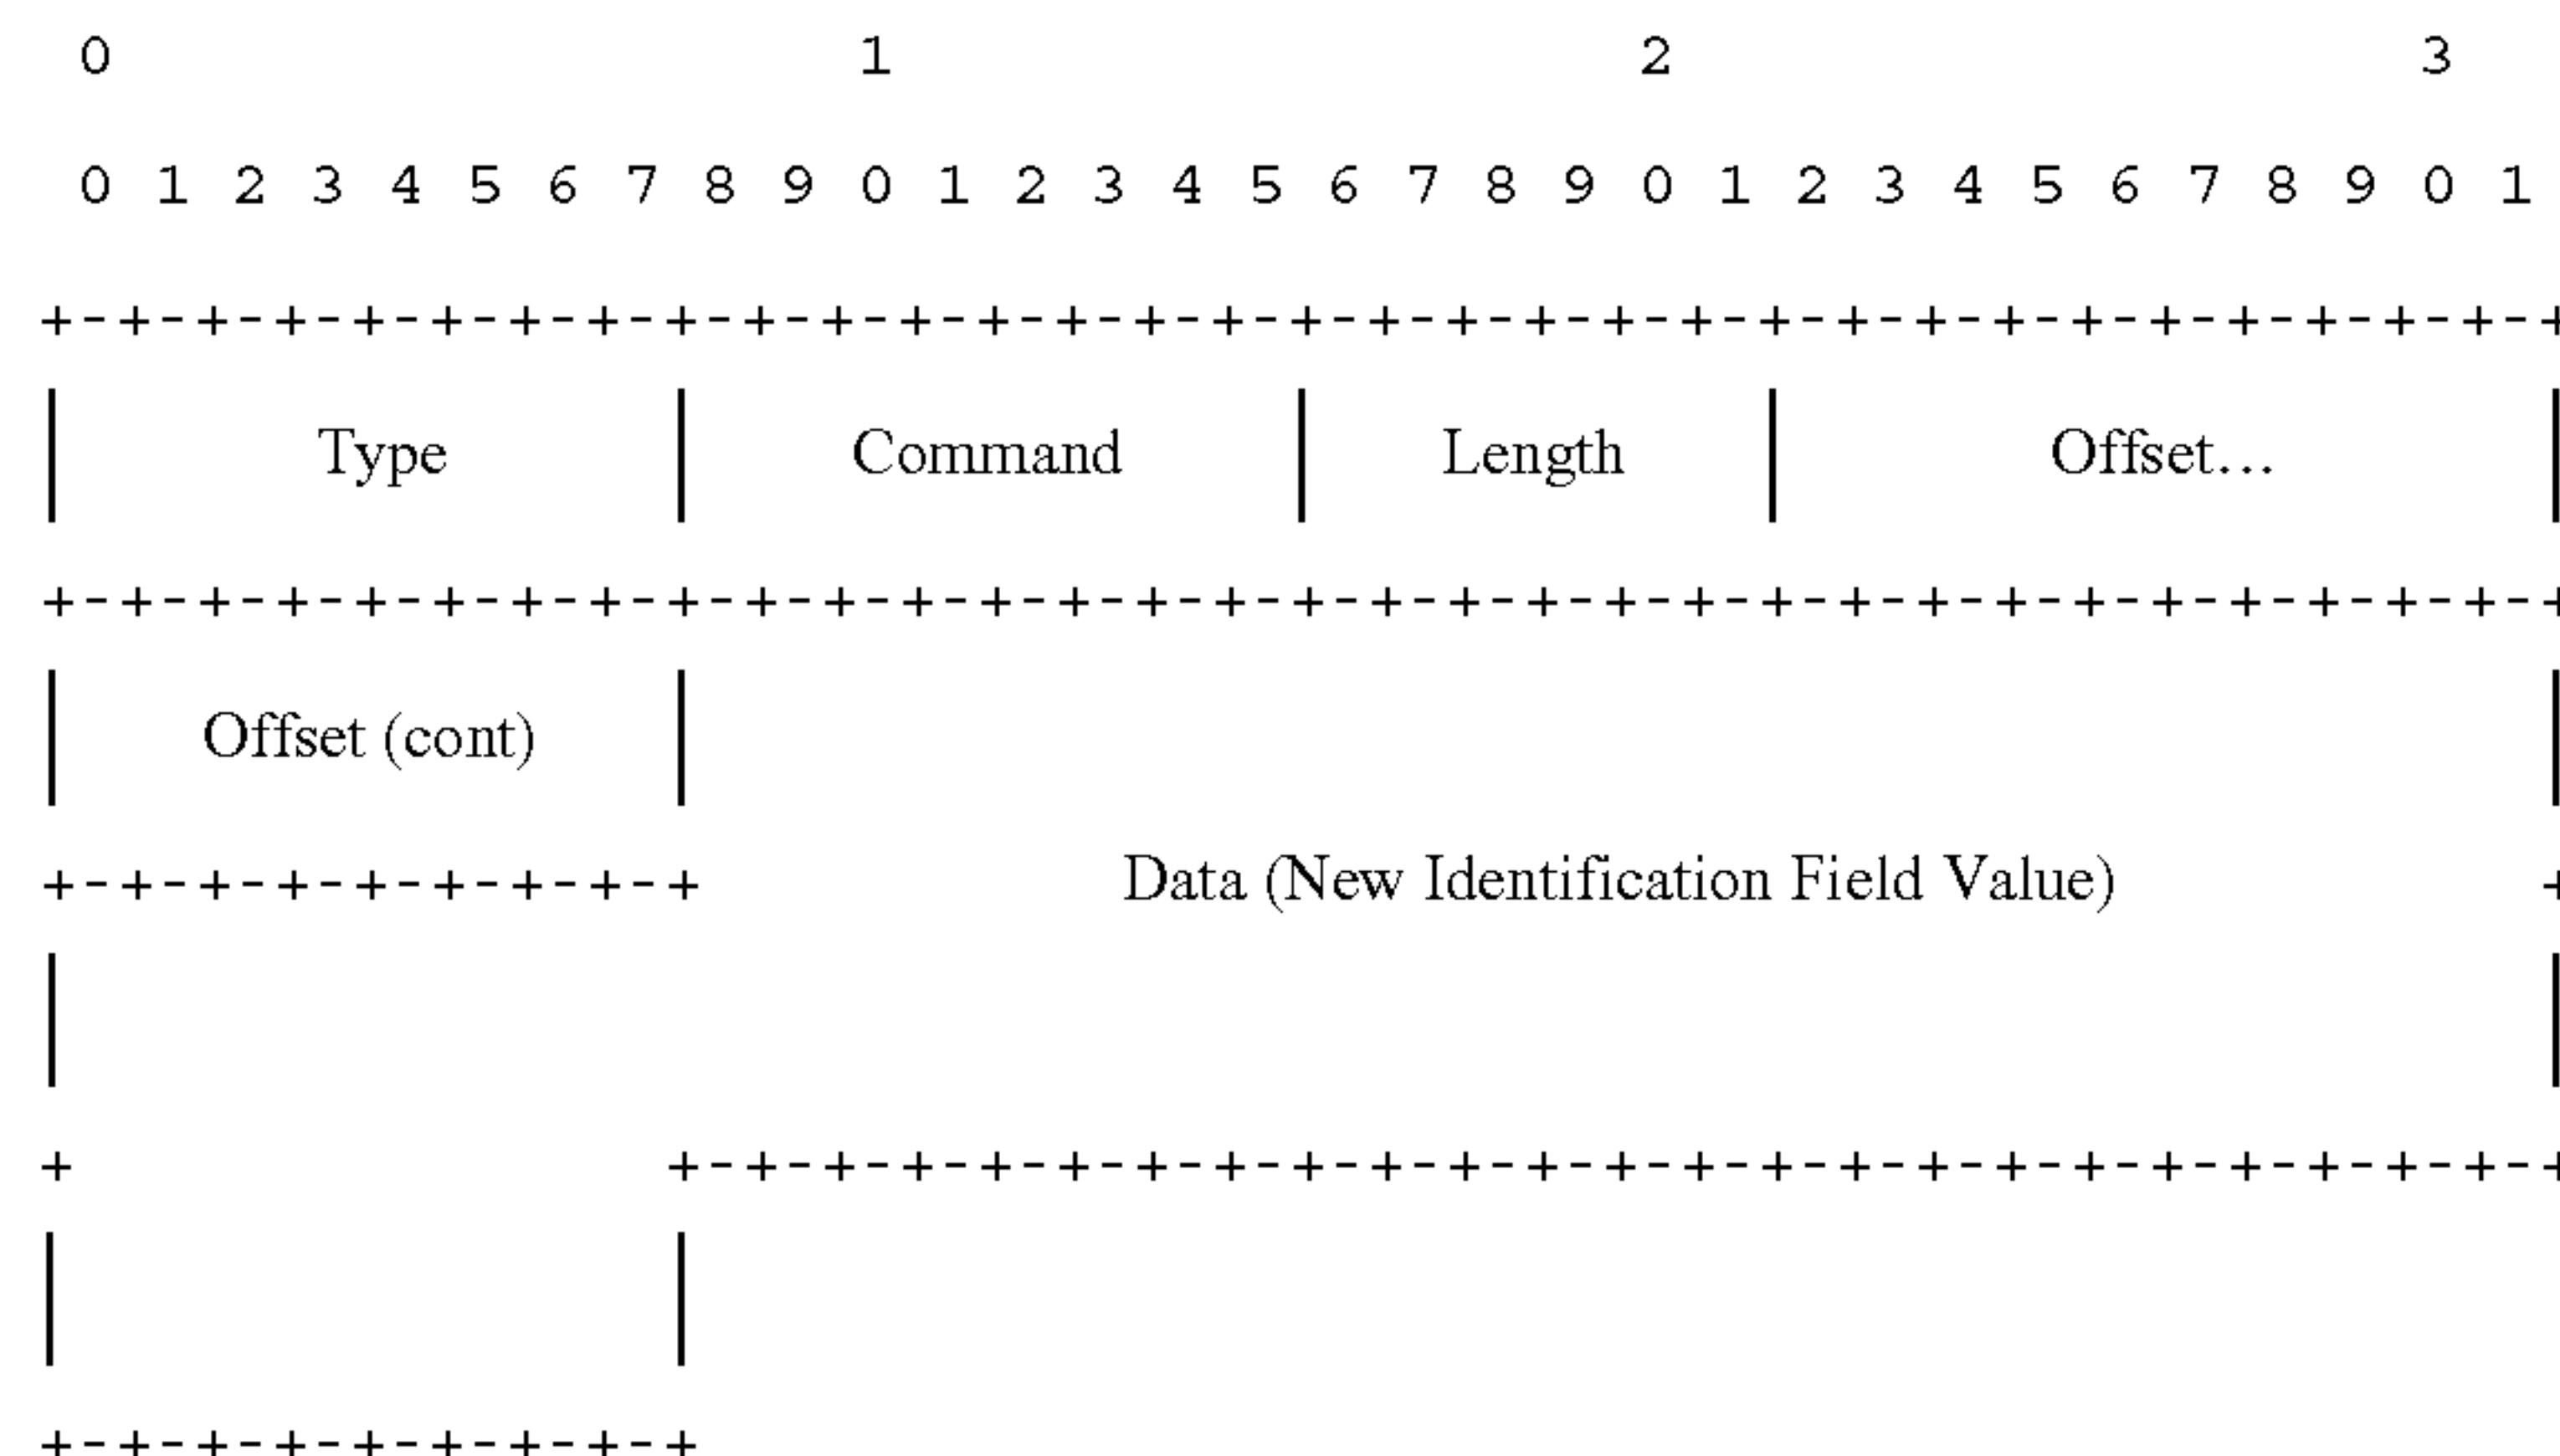 0 1 2 3
0 1 2 3 4 5 6 7 8 9 0 1 2 3 4 5 6 7 8 9 0 1 2 3 4 5 6 7 8 9 0 1
+-+-+-+-+-+-+-+-+-+-+-+-+-+-+-+-+-+-+-+-+-+-+-+-+-+-+-+-+-+-+-+-+
| Type | Command | Length | Offset... |
+-+-+-+-+-+-+-+-+-+-+-+-+-+-+-+-+-+-+-+-+-+-+-+-+-+-+-+-+-+-+-+-+
| Offset (cont) | |
+-+-+-+-+-+-+-+-+ Data (New Identification Field Value) +
| |
+ +-+-+-+-+-+-+-+-+-+-+-+-+-+-+-+-+-+-+-+-+-+-+-+-+
| |
+-+-+-+-+-+-+-+-+